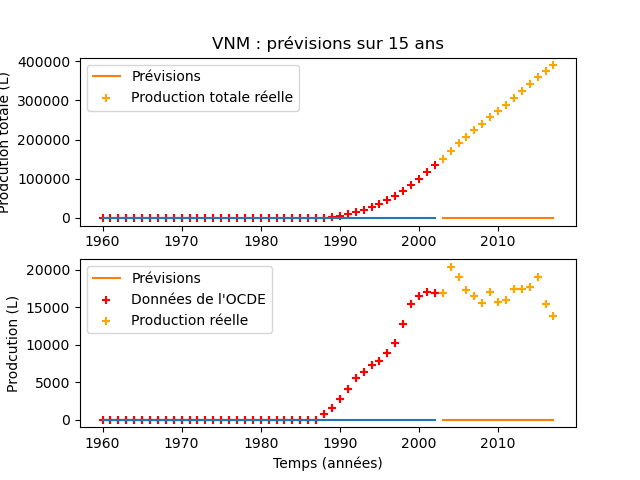 VNM : prévisions sur 15 ans
Prodcution totale (L)
400000
300000
200000
100000
0
Prévisions
Production totale réelle
1960 1970 1980 1990 2000 2010
Prodcution (L)
20000
15000
10000
5000
0
Prévisions
Données de l'OCDE
Production réelle
1960 1970 1980 1990 2000 2010
Temps (années)